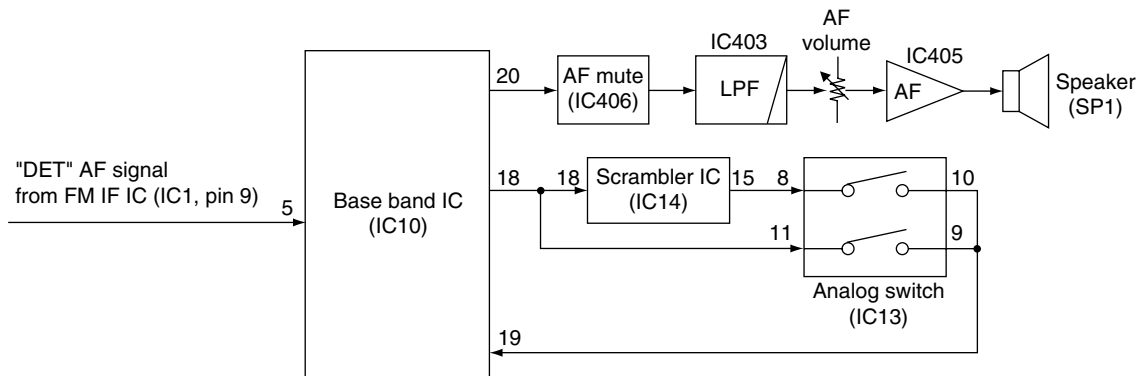 "DET" AF signal
from FM IF IC (IC1, pin 9)
5
Base band IC
(IC10)
20
AF mute
(IC406)
IC403
LPF
AF
volume
IC405
AF
Speaker
(SP1)
18
18
Scrambler IC
(IC14)
15
8
10
11
9
Analog switch
(IC13)
19